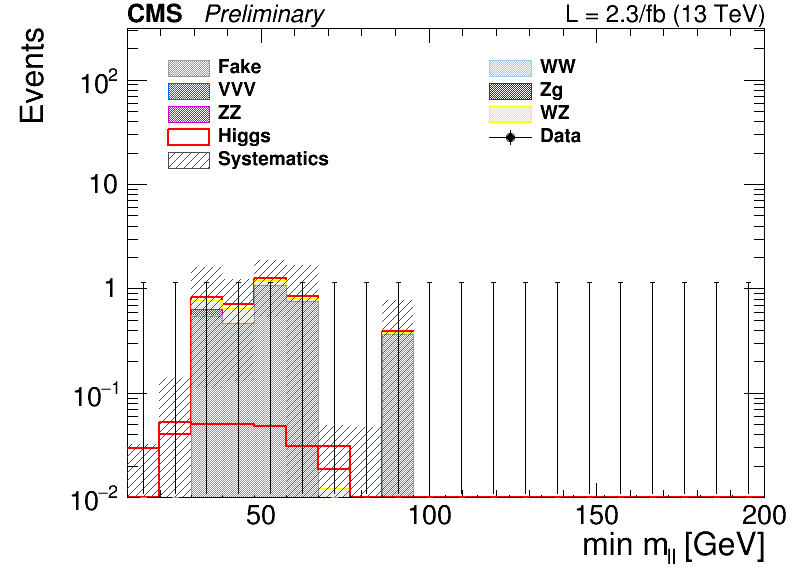 CMS Preliminary L = 2.3/fb (13 TeV)
Events
Fake WW
VVV Zg
ZZ WZ
Higgs Data
Systematics
10²
10
1
10⁻¹
10⁻²
50 100 150 200
min m_ll [GeV]